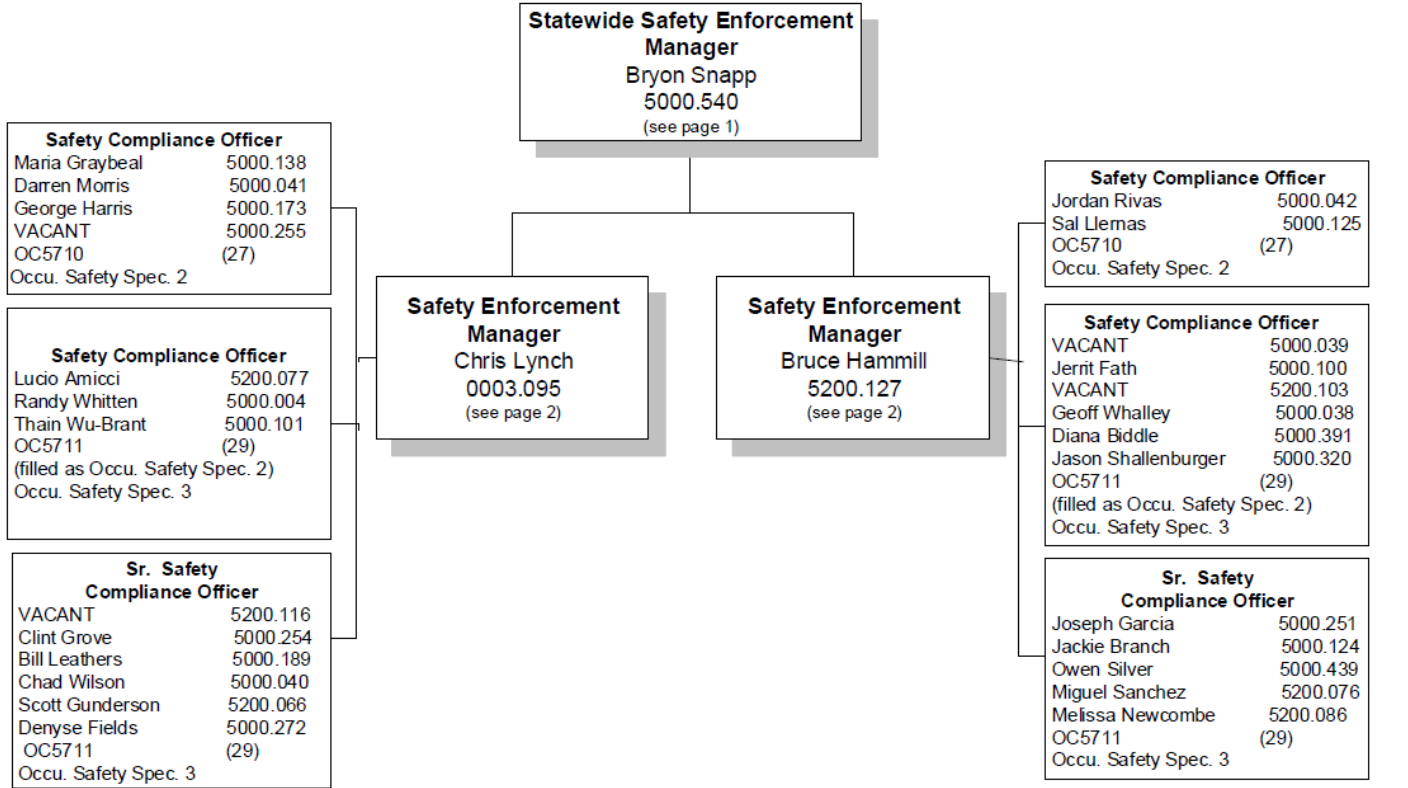 Statewide Safety Enforcement
Manager
Bryon Snapp
5000.540
(see page 1)
Safety Compliance Officer
Maria Graybeal 5000.138
Darren Morris 5000.041
George Harris 5000.173
VACANT 5000.255
OC5710 (27)
Occu. Safety Spec. 2
Safety Compliance Officer
Lucio Amicci 5200.077
Randy Whitten 5000.004
Thain Wu-Brant 5000.101
OC5711 (29)
(filled as Occu. Safety Spec. 2)
Occu. Safety Spec. 3
Sr. Safety
Compliance Officer
VACANT 5200.116
Clint Grove 5000.254
Bill Leathers 5000.189
Chad Wilson 5000.040
Scott Gunderson 5200.066
Denyse Fields 5000.272
OC5711 (29)
Occu. Safety Spec. 3
Safety Enforcement
Manager
Chris Lynch
0003.095
(see page 2)
Safety Enforcement
Manager
Bruce Hammill
5200.127
(see page 2)
Safety Compliance Officer
Jordan Rivas 5000.042
Sal Llemas 5000.125
OC5710 (27)
Occu. Safety Spec. 2
Safety Compliance Officer
VACANT 5000.039
Jerrit Fath 5000.100
VACANT 5200.103
Geoff Whalley 5000.038
Diana Biddle 5000.391
Jason Shallenburger 5000.320
OC5711 (29)
(filled as Occu. Safety Spec. 2)
Occu. Safety Spec. 3
Sr. Safety
Compliance Officer
Joseph Garcia 5000.251
Jackie Branch 5000.124
Owen Silver 5000.439
Miguel Sanchez 5200.076
Melissa Newcombe 5200.086
OC5711 (29)
Occu. Safety Spec. 3